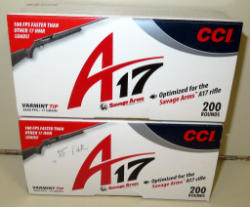 100 FPS FASTER THAN
OTHER 17 HMR
LOADS!
CCI
A17
Savage Arms
VARMINT TIP
Optimized for the
Savage Arms™ A17 rifle
200
ROUNDS
100 FPS FASTER THAN
OTHER 17 HMR
LOADS!
CCI
A17
Savage Arms
VARMINT TIP
Optimized for the
Savage Arms™ A17 rifle
200
ROUNDS